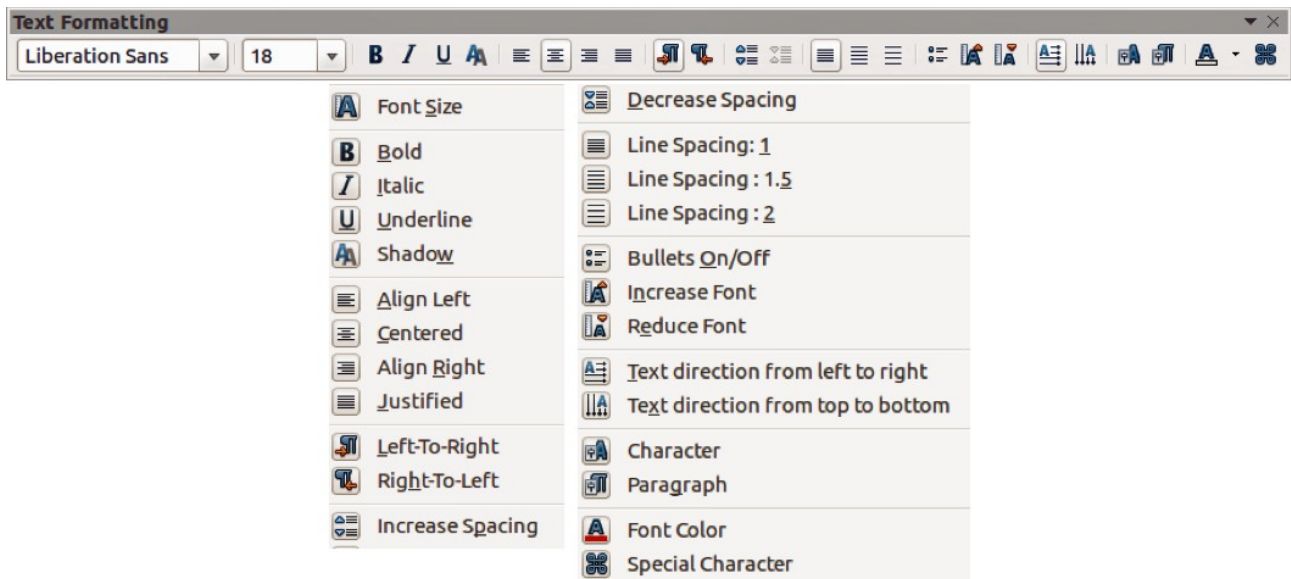 Text Formatting
Liberation Sans 18
Font Size
Bold
Italic
Underline
Shadow
Align Left
Centered
Align Right
Justified
Left-To-Right
Right-To-Left
Increase Spacing
Decrease Spacing
Line Spacing: 1
Line Spacing : 1.5
Line Spacing : 2
Bullets On/Off
Increase Font
Reduce Font
Text direction from left to right
Text direction from top to bottom
Character
Paragraph
Font Color
Special Character